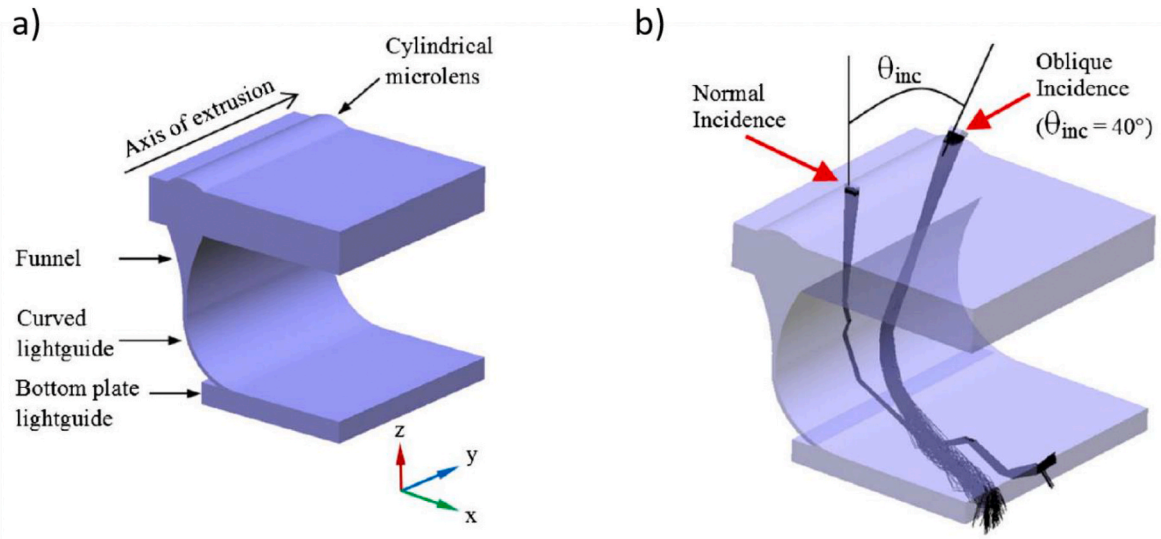 a)
Cylindrical
microlens
Axis of extrusion
Funnel
Curved
lightguide
Bottom plate
lightguide
z
y
x
b)
θinc
Normal
Incidence
Oblique
Incidence
(θinc = 40°)